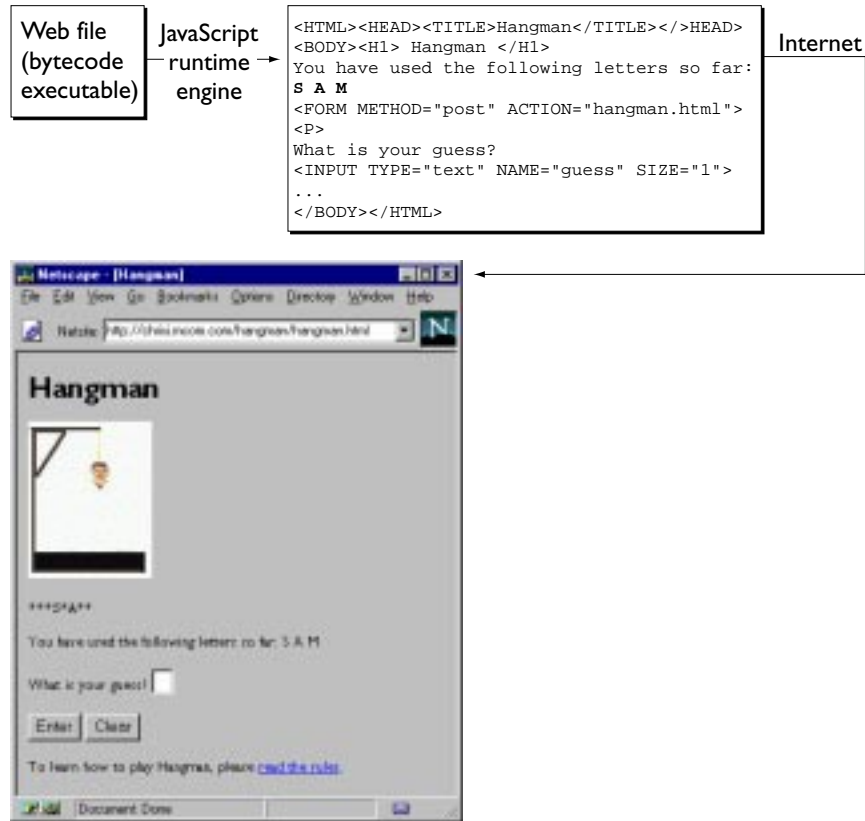 Web file
(bytecode
executable)
JavaScript
runtime
engine
<HTML><HEAD><TITLE>Hangman</TITLE></>HEAD>
<BODY><H1> Hangman </H1>
You have used the following letters so far:
S A M
<FORM METHOD="post" ACTION="hangman.html">
<P>
What is your guess?
<INPUT TYPE="text" NAME="guess" SIZE="1">
...
</BODY></HTML>
Internet
Netscape - [Hangman]
File Edit View Go Bookmarks Options Directory Window Help
Netsite:
N
Hangman
***S*A**
You have used the following letters so far: S A M
What is your guess?
Enter Clear
To learn how to play Hangman, please read the rules.
Document: Done